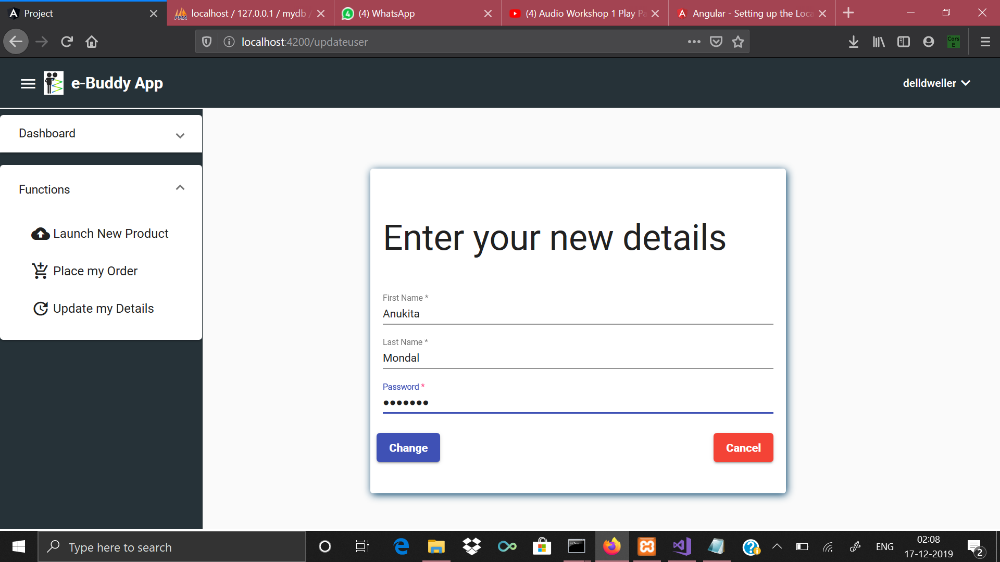 Project
localhost / 127.0.0.1 / mydb /
(4) WhatsApp
(4) Audio Workshop 1 Play Pa
Angular - Setting up the Loca
localhost:4200/updateuser
Cors
E
e-Buddy App
delldweller
Dashboard
Functions
Launch New Product
Place my Order
Update my Details
Enter your new details
First Name *
Anukita
Last Name *
Mondal
Password *
•••••••
Change
Cancel
Type here to search
ENG
02:08
17-12-2019
2